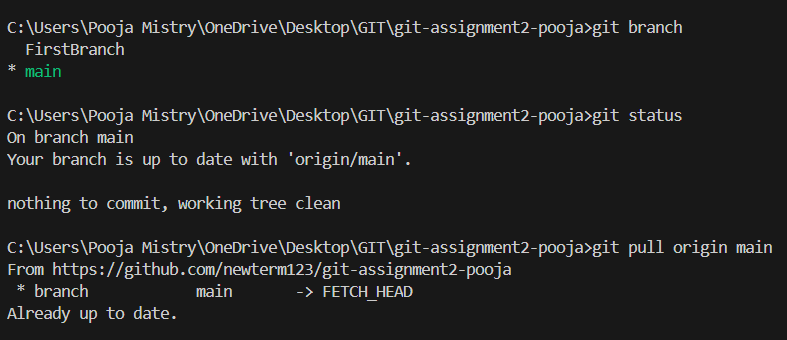 C:\Users\Pooja Mistry\OneDrive\Desktop\GIT\git-assignment2-pooja>git branch
  FirstBranch
* main
C:\Users\Pooja Mistry\OneDrive\Desktop\GIT\git-assignment2-pooja>git status
On branch main
Your branch is up to date with 'origin/main'.
nothing to commit, working tree clean
C:\Users\Pooja Mistry\OneDrive\Desktop\GIT\git-assignment2-pooja>git pull origin main
From https://github.com/newterm123/git-assignment2-pooja
 * branch            main       -> FETCH_HEAD
Already up to date.